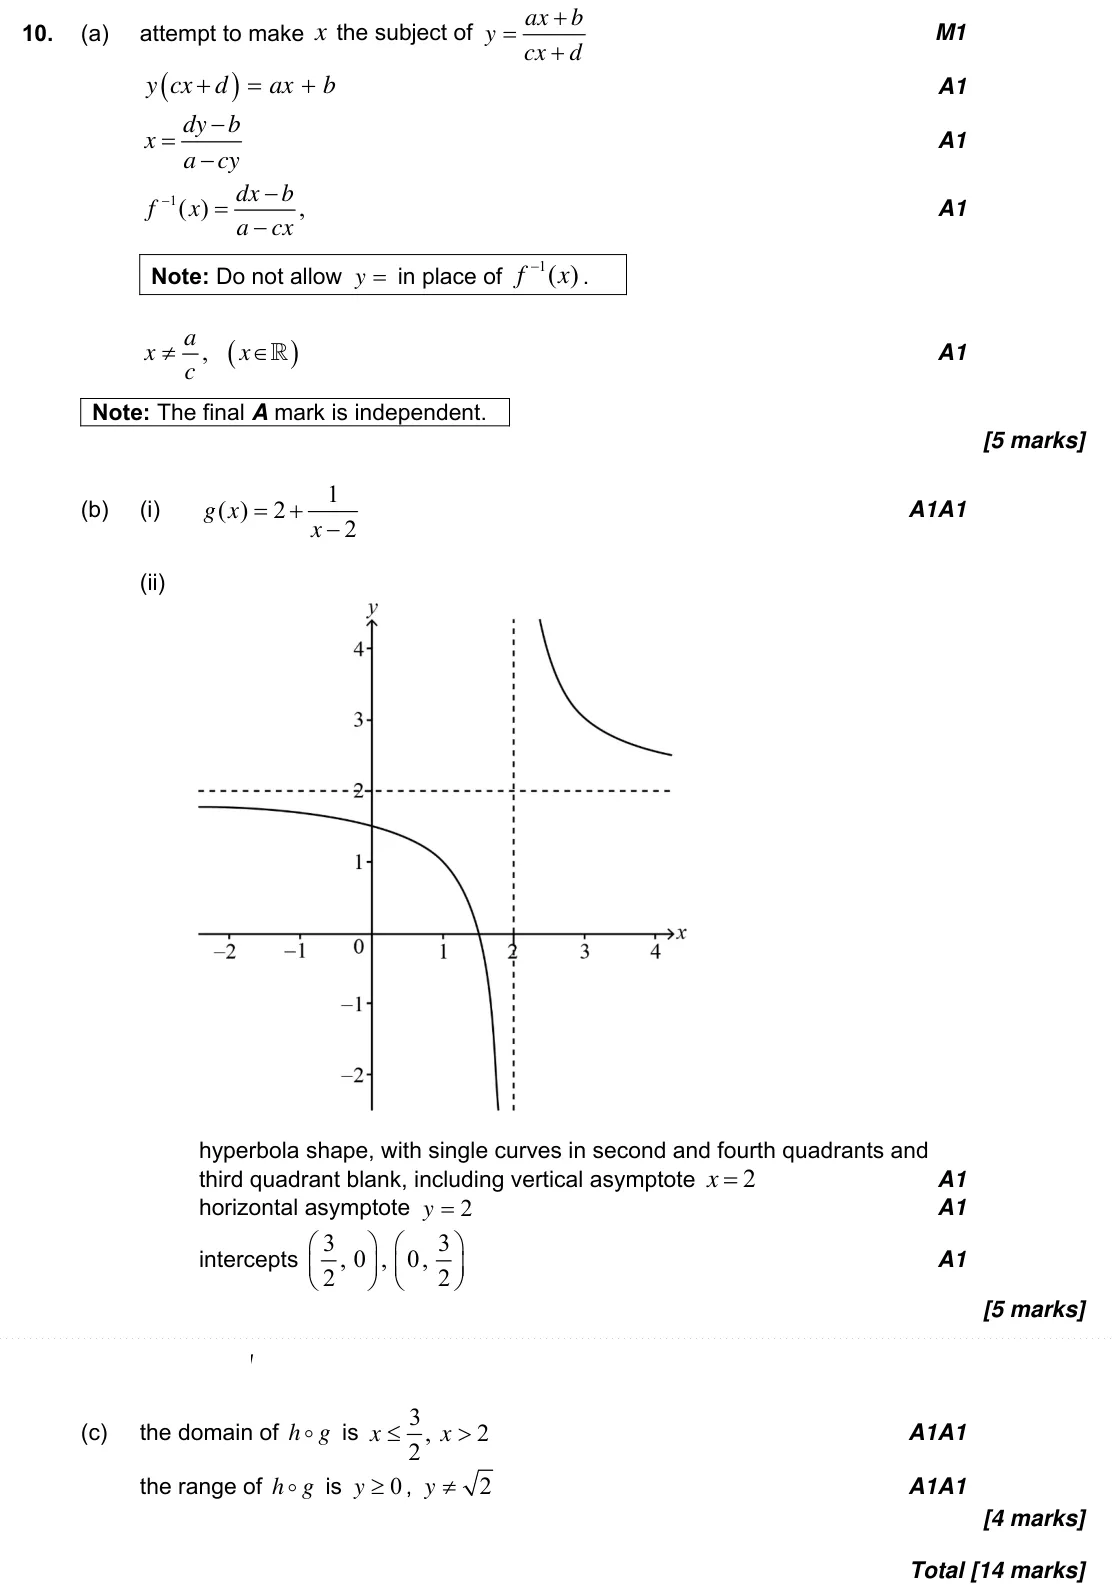 10. (a) attempt to make x the subject of y = (ax + b)/(cx + d) M1
y(cx + d) = ax + b A1
x = (dy − b)/(a − cy) A1
f⁻¹(x) = (dx − b)/(a − cx), A1
Note: Do not allow y = in place of f⁻¹(x).
x ≠ a/c, (x ∈ ℝ) A1
Note: The final A mark is independent.
[5 marks]
(b) (i) g(x) = 2 + 1/(x − 2) A1A1
(ii)
y
4
3
2
1
−2 −1 0 1 2 3 4 x
−1
−2
hyperbola shape, with single curves in second and fourth quadrants and
third quadrant blank, including vertical asymptote x = 2 A1
horizontal asymptote y = 2 A1
intercepts (3/2, 0), (0, 3/2) A1
[5 marks]
(c) the domain of h ∘ g is x ≤ 3/2, x > 2 A1A1
the range of h ∘ g is y ≥ 0, y ≠ √2 A1A1
[4 marks]
Total [14 marks]